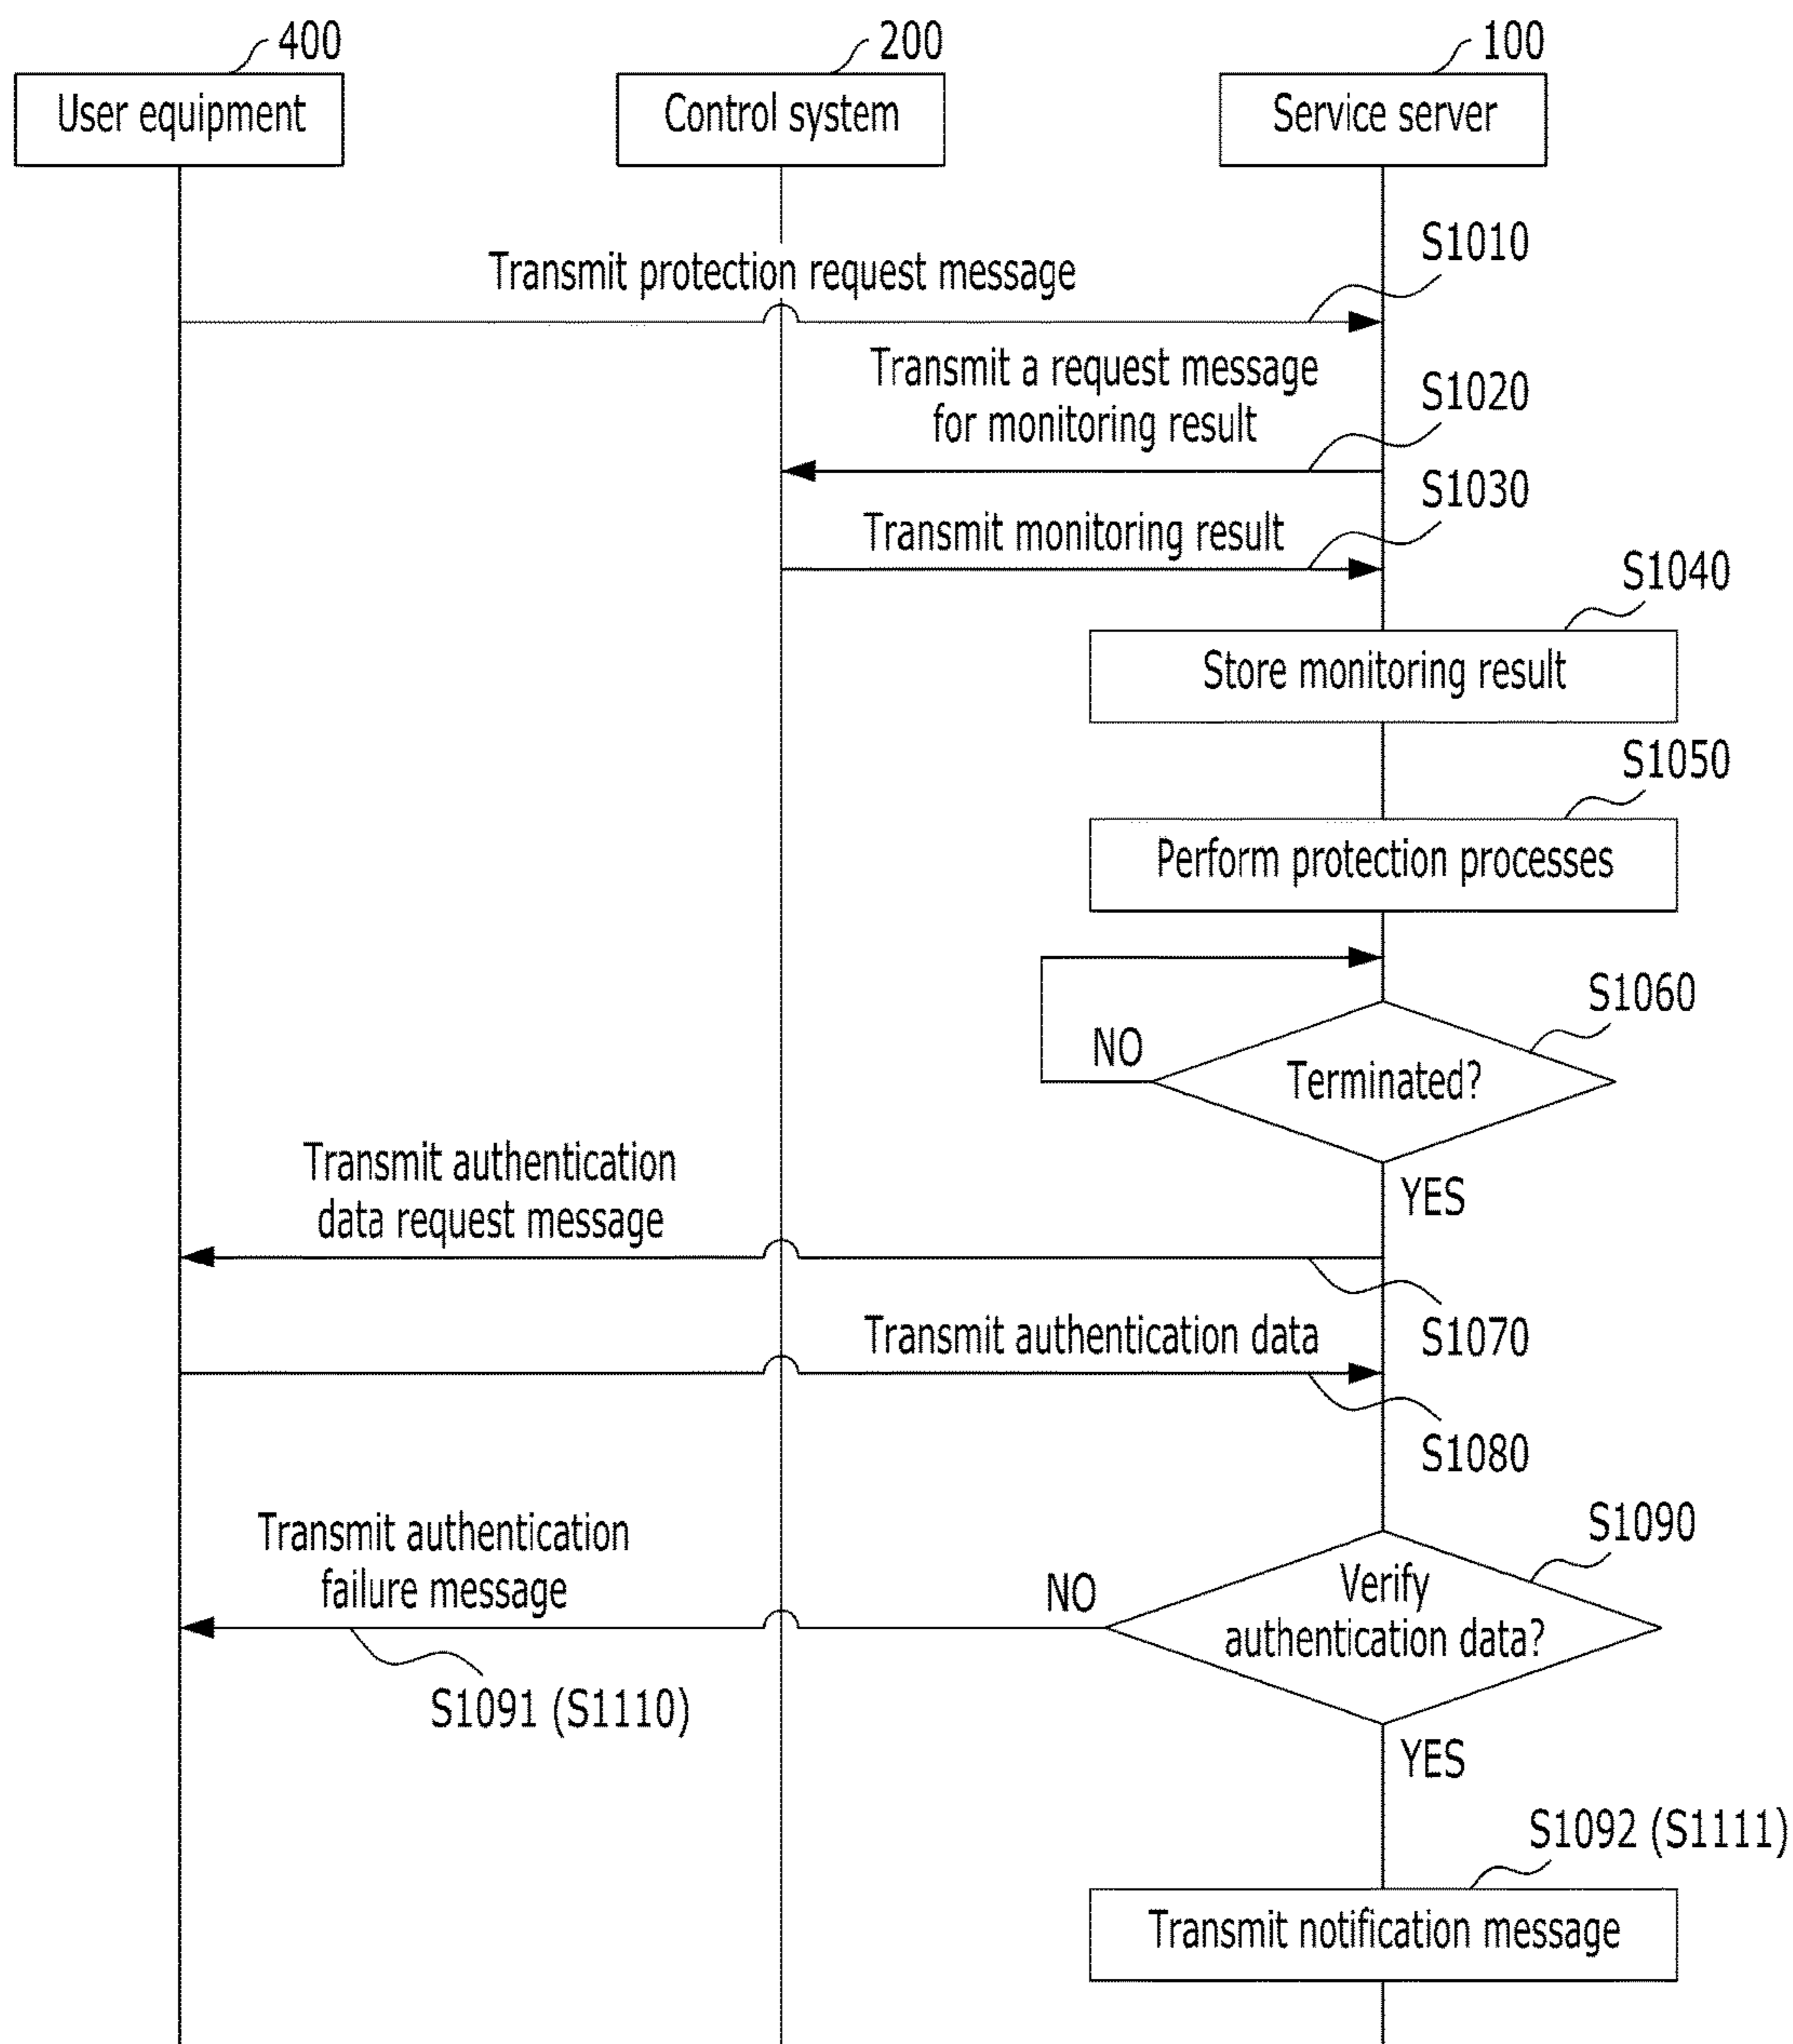 400
200
100
User equipment
Control system
Service server
S1010
Transmit protection request message
Transmit a request message
for monitoring result
S1020
S1030
Transmit monitoring result
S1040
Store monitoring result
S1050
Perform protection processes
S1060
NO
Terminated?
YES
Transmit authentication
data request message
S1070
Transmit authentication data
S1080
S1090
Transmit authentication
failure message
NO
Verify
authentication data?
S1091 (S1110)
YES
S1092 (S1111)
Transmit notification message